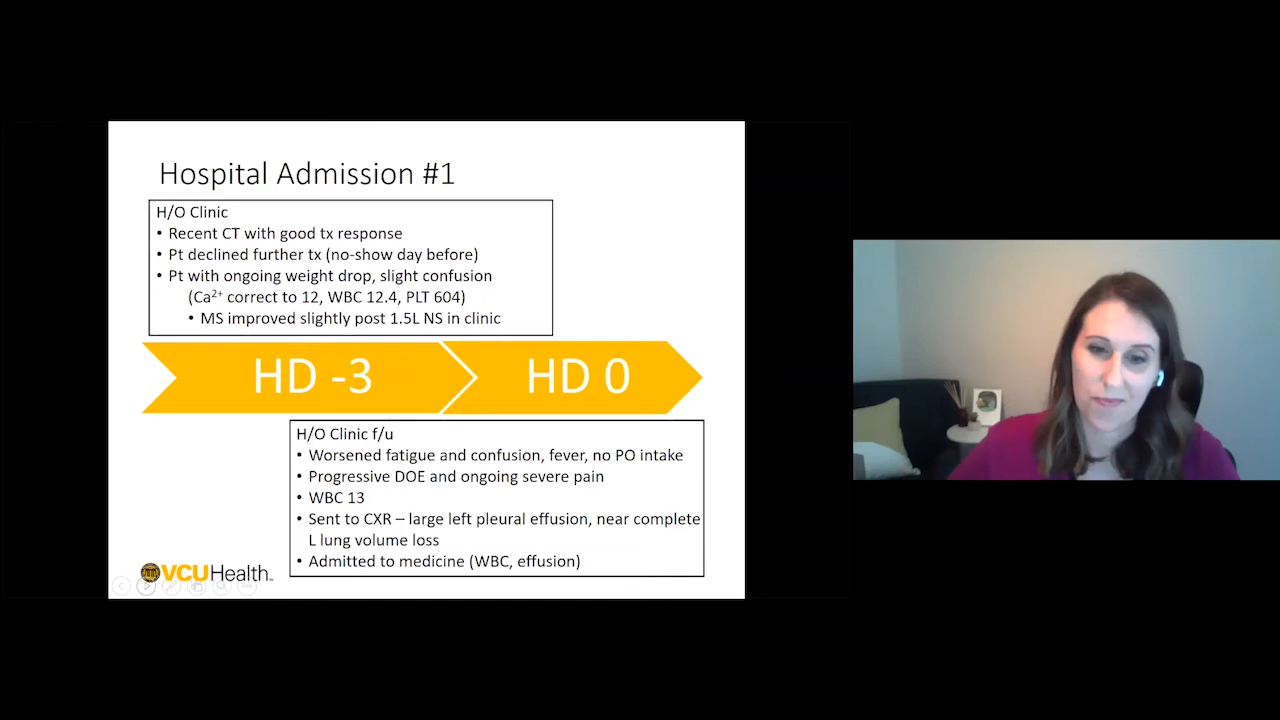 Hospital Admission #1
H/O Clinic
• Recent CT with good tx response
• Pt declined further tx (no-show day before)
• Pt with ongoing weight drop, slight confusion
(Ca2+ correct to 12, WBC 12.4, PLT 604)
• MS improved slightly post 1.5L NS in clinic
HD -3
HD 0
H/O Clinic f/u
• Worsened fatigue and confusion, fever, no PO intake
• Progressive DOE and ongoing severe pain
• WBC 13
• Sent to CXR – large left pleural effusion, near complete
L lung volume loss
• Admitted to medicine (WBC, effusion)
VCUHealth™